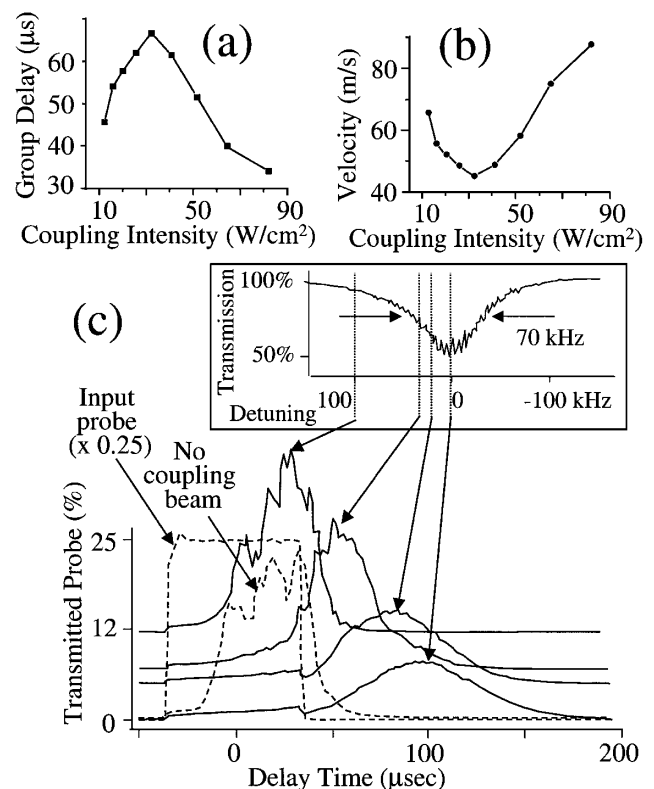 (a)
Group Delay (μs)
60
50
40
30
10 50 90
Coupling Intensity (W/cm²)
(b)
Velocity (m/s)
80
60
40
10 50 90
Coupling Intensity (W/cm²)
(c)
Transmission
100%
50%
70 kHz
100 0 -100 kHz
Detuning
Input
probe
(x 0.25)
No
coupling
beam
Transmitted Probe (%)
25
12
0
0 100 200
Delay Time (μsec)